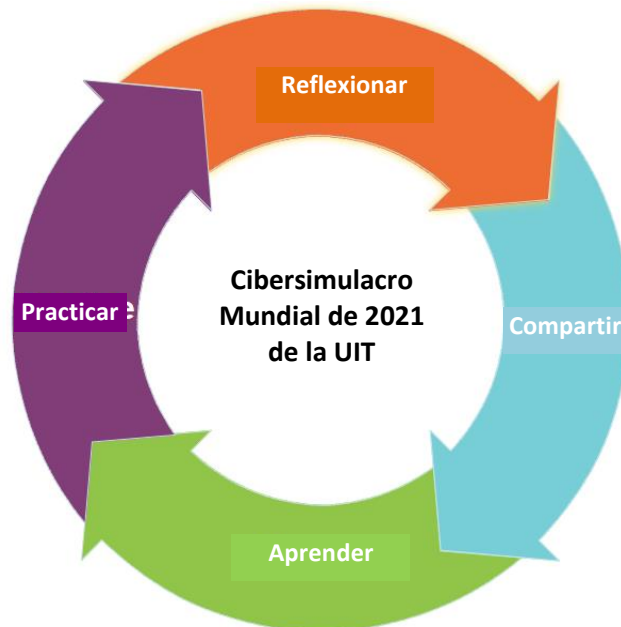 Reflexionar
Cibersimulacro
Mundial de 2021
de la UIT
Practicar
Compartir
Aprender